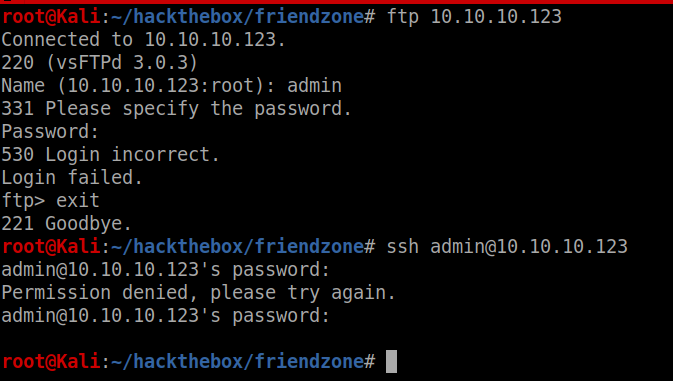 root@Kali:~/hackthebox/friendzone# ftp 10.10.10.123
Connected to 10.10.10.123.
220 (vsFTPd 3.0.3)
Name (10.10.10.123:root): admin
331 Please specify the password.
Password:
530 Login incorrect.
Login failed.
ftp> exit
221 Goodbye.
root@Kali:~/hackthebox/friendzone# ssh admin@10.10.10.123
admin@10.10.10.123's password:
Permission denied, please try again.
admin@10.10.10.123's password:
root@Kali:~/hackthebox/friendzone#